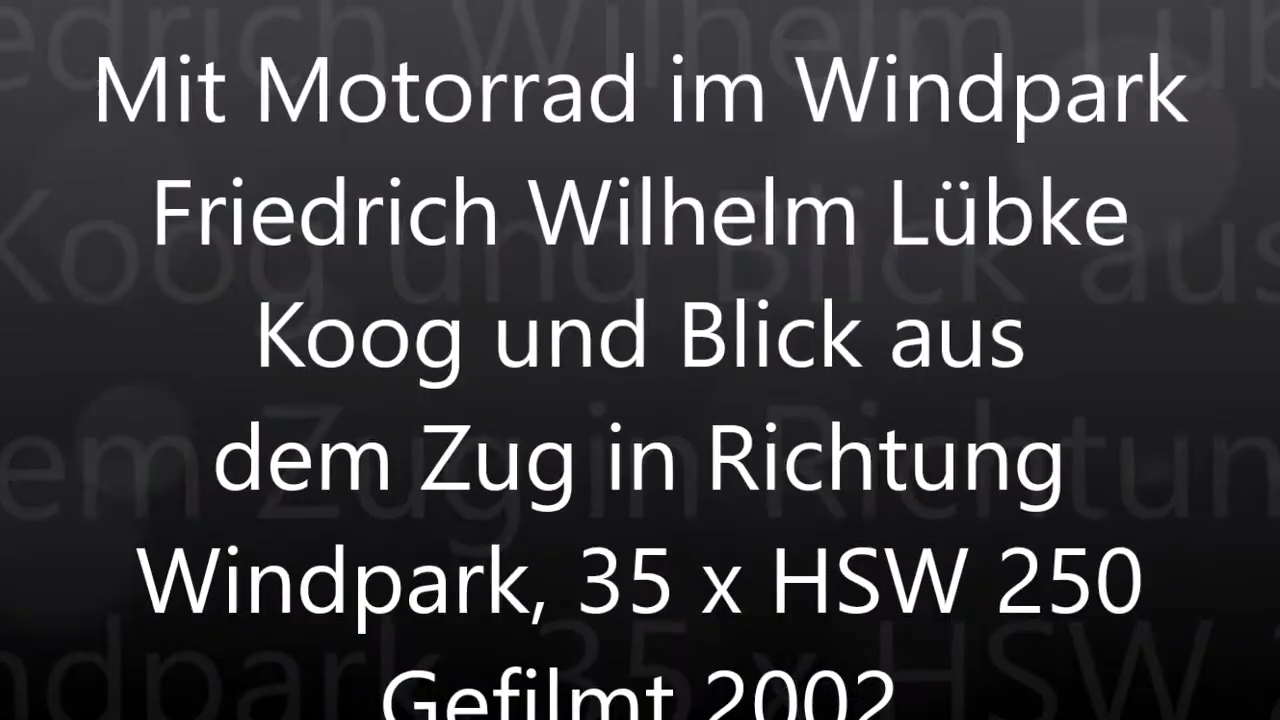 Mit Motorrad im Windpark
Friedrich Wilhelm Lübke
Koog und Blick aus
dem Zug in Richtung
Windpark, 35 x HSW 250
Gefilmt 2002